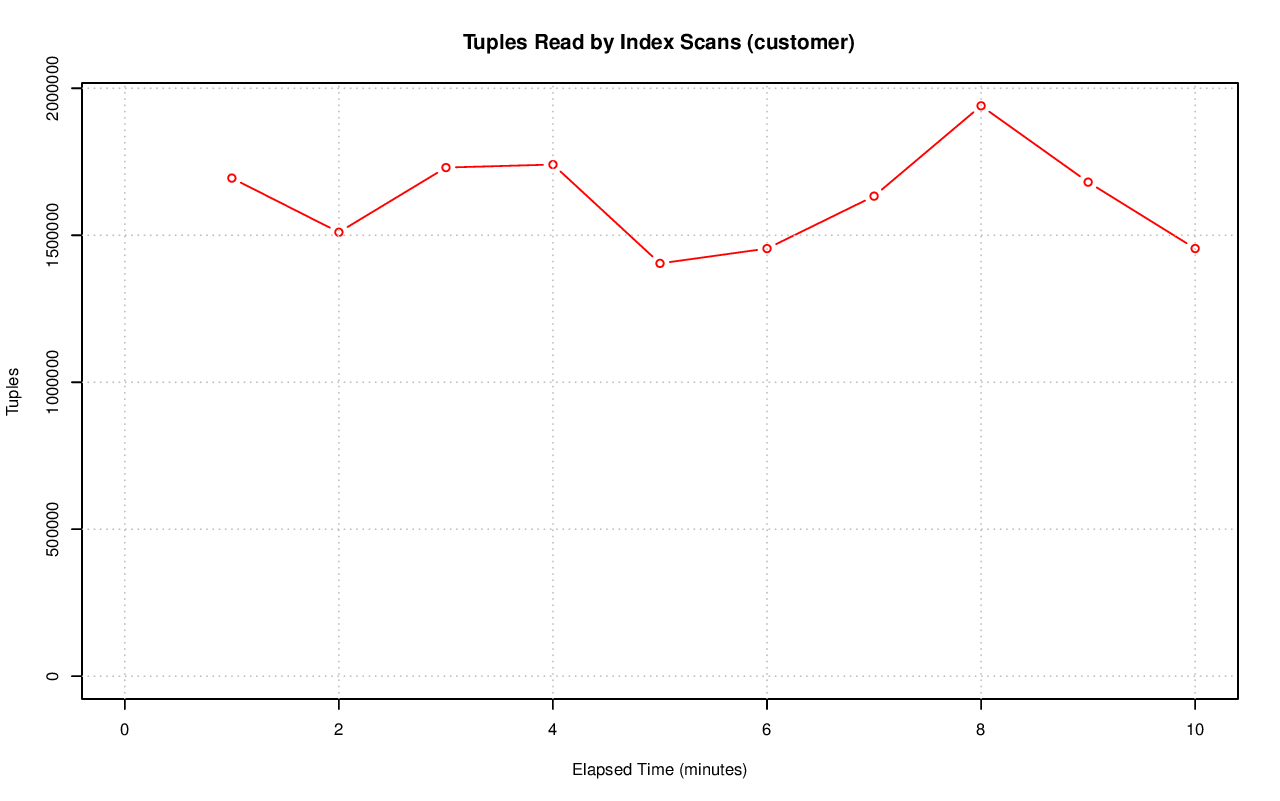 Tuples Read by Index Scans (customer)
2000000
1500000
1000000
500000
0
Tuples
0 2 4 6 8 10
Elapsed Time (minutes)